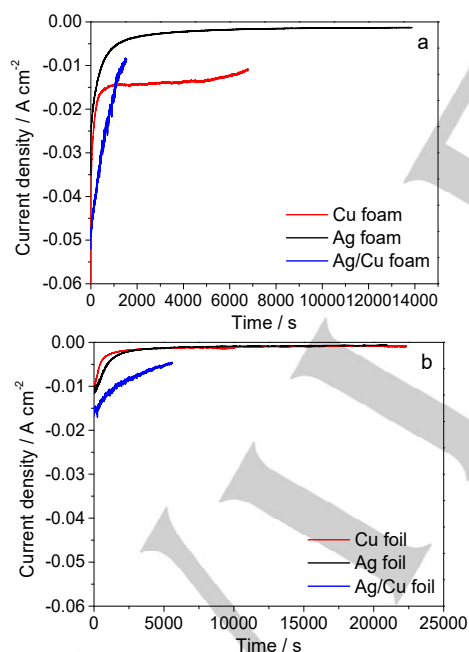 a
0.00
-0.01
-0.02
-0.03
-0.04
-0.05
-0.06
Current density / A cm-2
Cu foam
Ag foam
Ag/Cu foam
0 2000 4000 6000 8000 10000 12000 14000
Time / s
b
0.00
-0.01
-0.02
-0.03
-0.04
-0.05
-0.06
Current density / A cm-2
Cu foil
Ag foil
Ag/Cu foil
0 5000 10000 15000 20000 25000
Time / s